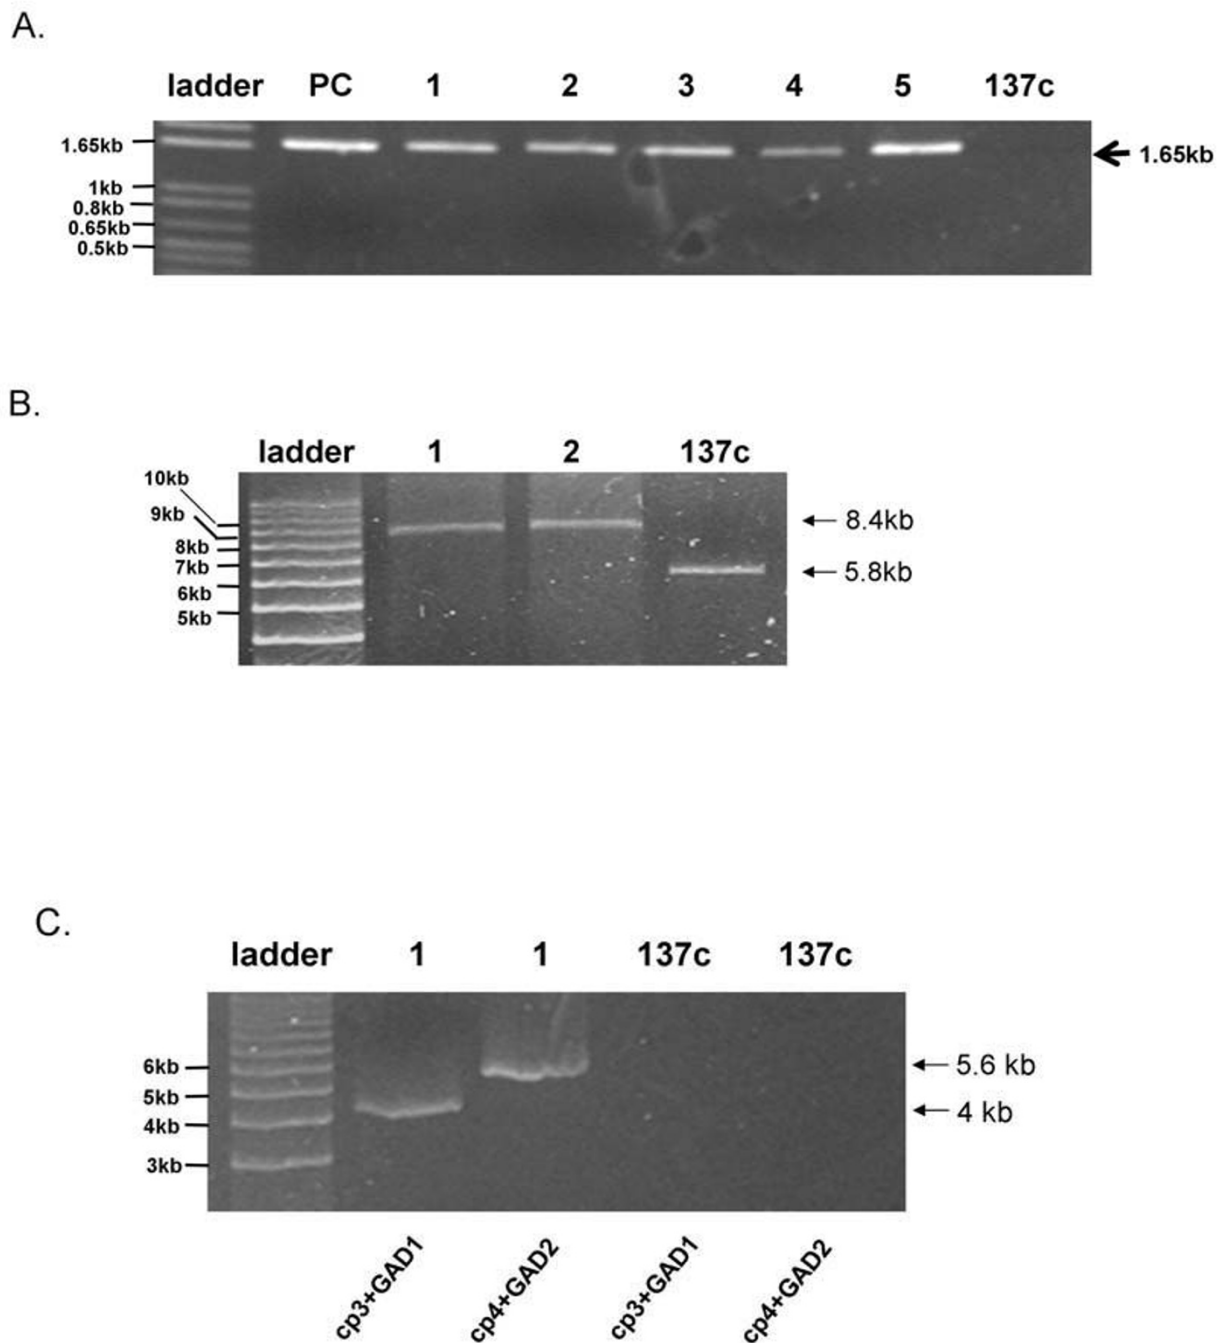 A.
ladder PC 1 2 3 4 5 137c
1.65kb
1.65kb
1kb
0.8kb
0.65kb
0.5kb
B.
ladder 1 2 137c
10kb
9kb
8.4kb
8kb
7kb
5.8kb
6kb
5kb
C.
ladder 1 1 137c 137c
6kb
5.6 kb
5kb
4 kb
4kb
3kb
cp3+GAD1
cp4+GAD2
cp3+GAD1
cp4+GAD2